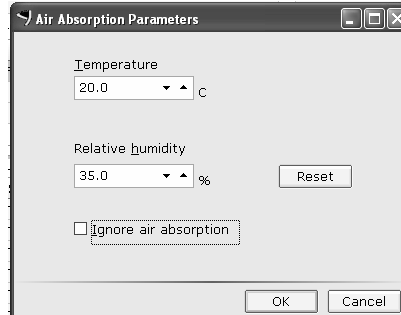 Air Absorption Parameters
Temperature
20.0 C
Relative humidity
35.0 % Reset
Ignore air absorption
OK Cancel